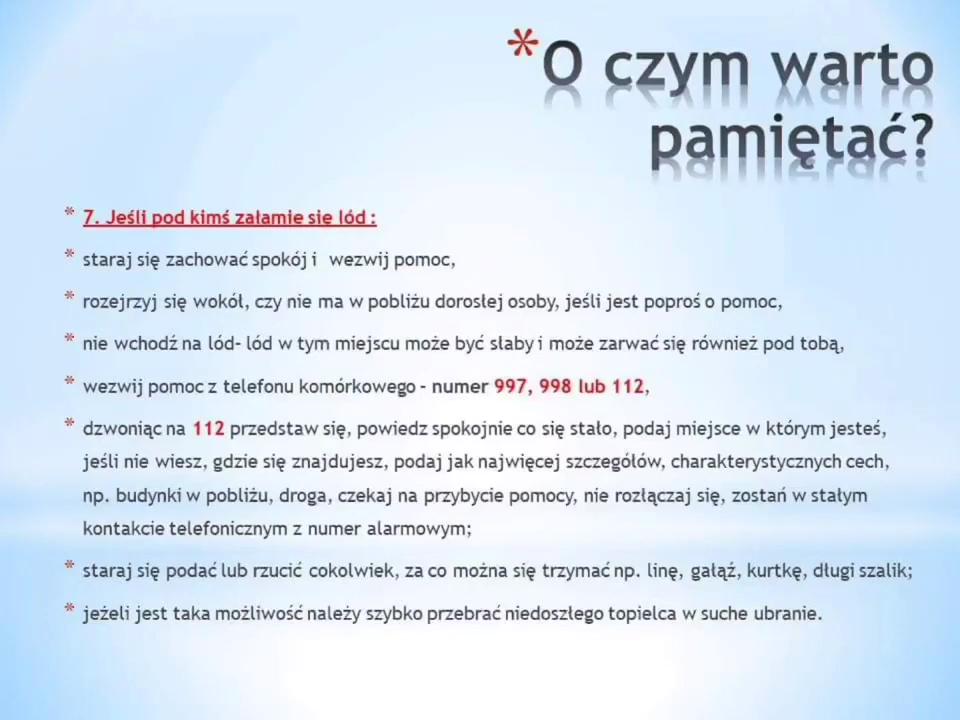 * O czym warto
pamiętać?
* 7. Jeśli pod kimś załamie się lód :
* staraj się zachować spokój i wezwij pomoc,
* rozejrzyj się wokół, czy nie ma w pobliżu dorosłej osoby, jeśli jest poproś o pomoc,
* nie wchodź na lód– lód w tym miejscu może być słaby i może zarwać się również pod tobą,
* wezwij pomoc z telefonu komórkowego - numer 997, 998 lub 112,
* dzwoniąc na 112 przedstaw się, powiedz spokojnie co się stało, podaj miejsce w którym jesteś,
jeśli nie wiesz, gdzie się znajdujesz, podaj jak najwięcej szczegółów, charakterystycznych cech,
np. budynki w pobliżu, droga, czekaj na przybycie pomocy, nie rozłączaj się, zostań w stałym
kontakcie telefonicznym z numer alarmowym;
* staraj się podać lub rzucić cokolwiek, za co można się trzymać np. linę, gałąź, kurtkę, długi szalik;
* jeżeli jest taka możliwość należy szybko przebrać niedoszłego topielca w suche ubranie.